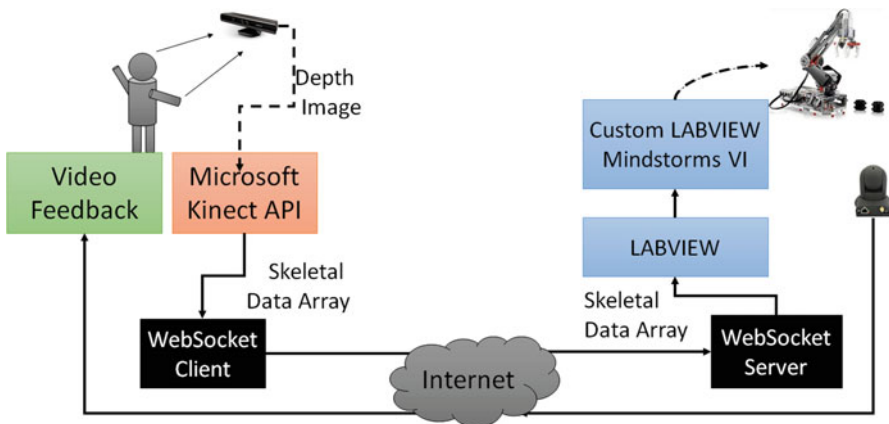 Depth
Image
Custom LABVIEW
Mindstorms VI
Video
Feedback
Microsoft
Kinect API
LABVIEW
Skeletal
Data Array
Skeletal
Data Array
WebSocket
Client
Internet
WebSocket
Server